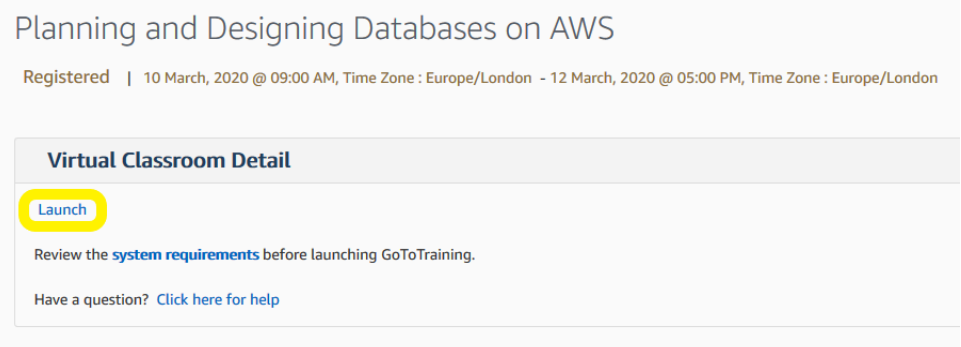 Planning and Designing Databases on AWS
Registered | 10 March, 2020 @ 09:00 AM, Time Zone : Europe/London - 12 March, 2020 @ 05:00 PM, Time Zone : Europe/London
Virtual Classroom Detail
Launch
Review the system requirements before launching GoToTraining.
Have a question? Click here for help